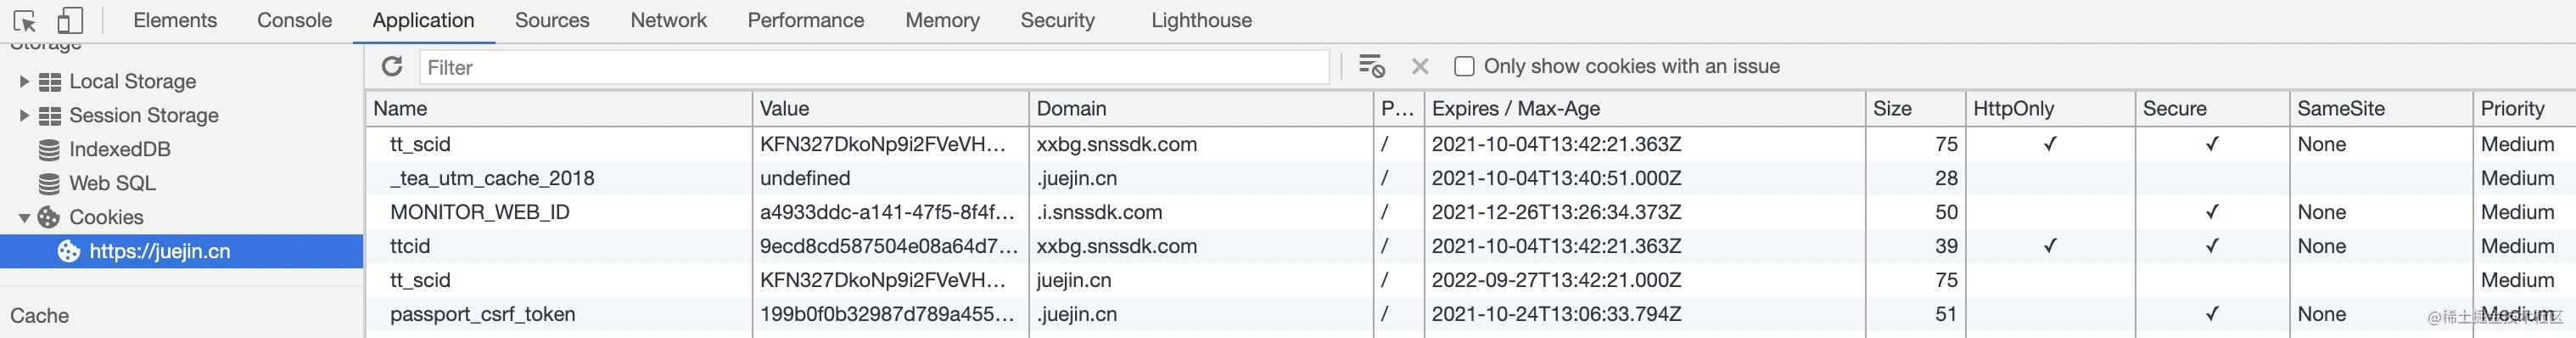 Elements Console Application Sources Network Performance Memory Security Lighthouse
Storage
Filter Only show cookies with an issue
Local Storage
Session Storage
IndexedDB
Web SQL
Cookies
https://juejin.cn
Cache
Name Value Domain P... Expires / Max-Age Size HttpOnly Secure SameSite Priority
tt_scid KFN327DkoNp9i2FVeVH... xxbg.snssdk.com / 2021-10-04T13:42:21.363Z 75 ✓ ✓ None Medium
_tea_utm_cache_2018 undefined .juejin.cn / 2021-10-04T13:40:51.000Z 28 Medium
MONITOR_WEB_ID a4933ddc-a141-47f5-8f4f... .i.snssdk.com / 2021-12-26T13:26:34.373Z 50 ✓ None Medium
ttcid 9ecd8cd587504e08a64d7... xxbg.snssdk.com / 2021-10-04T13:42:21.363Z 39 ✓ ✓ None Medium
tt_scid KFN327DkoNp9i2FVeVH... juejin.cn / 2022-09-27T13:42:21.000Z 75 Medium
passport_csrf_token 199b0f0b32987d789a455... .juejin.cn / 2021-10-24T13:06:33.794Z 51 ✓ None Medium
@稀土掘金技术社区